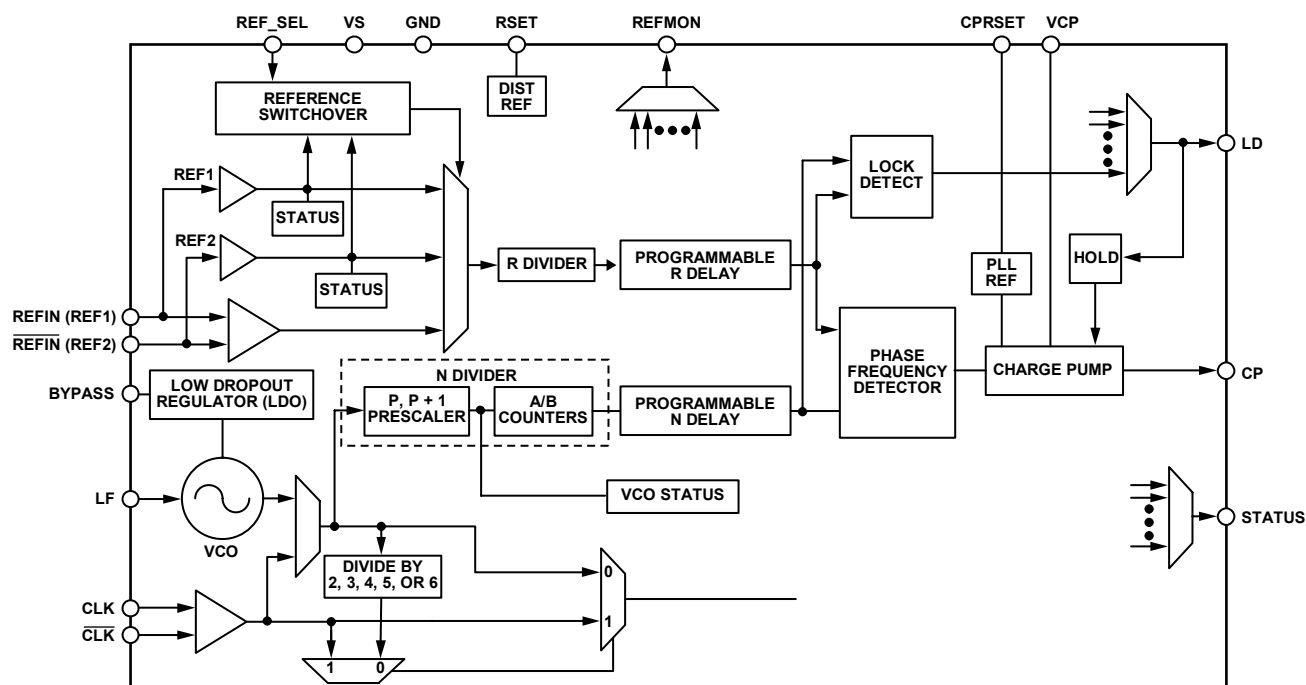 REF_SEL
VS
GND
RSET
REFMON
CPRSET
VCP
REFERENCE
SWITCHOVER
DIST
REF
LD
LOCK
DETECT
REF1
STATUS
REF2
STATUS
R DIVIDER
PROGRAMMABLE
R DELAY
PLL
REF
HOLD
REFIN (REF1)
REFIN (REF2)
PHASE
FREQUENCY
DETECTOR
CHARGE PUMP
CP
BYPASS
LOW DROPOUT
REGULATOR (LDO)
N DIVIDER
P, P + 1
PRESCALER
A/B
COUNTERS
PROGRAMMABLE
N DELAY
LF
VCO
VCO STATUS
STATUS
DIVIDE BY
2, 3, 4, 5, OR 6
0
1
CLK
CLK
1
0